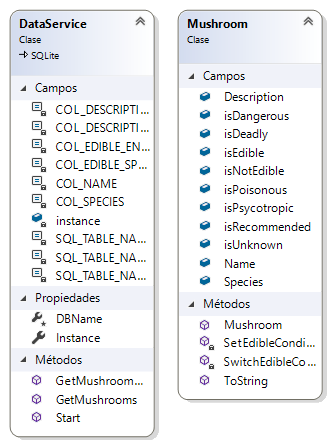 DataService
Clase
SQLite
Campos
COL_DESCRIPTI...
COL_DESCRIPTI...
COL_EDIBLE_EN...
COL_EDIBLE_SP...
COL_NAME
COL_SPECIES
instance
SQL_TABLE_NA...
SQL_TABLE_NA...
SQL_TABLE_NA...
Propiedades
DBName
Instance
Métodos
GetMushroom...
GetMushrooms
Start
Mushroom
Clase
Campos
Description
isDangerous
isDeadly
isEdible
isNotEdible
isPoisonous
isPsycotropic
isRecommended
isUnknown
Name
Species
Métodos
Mushroom
SetEdibleCondi...
SwitchEdibleCo...
ToString